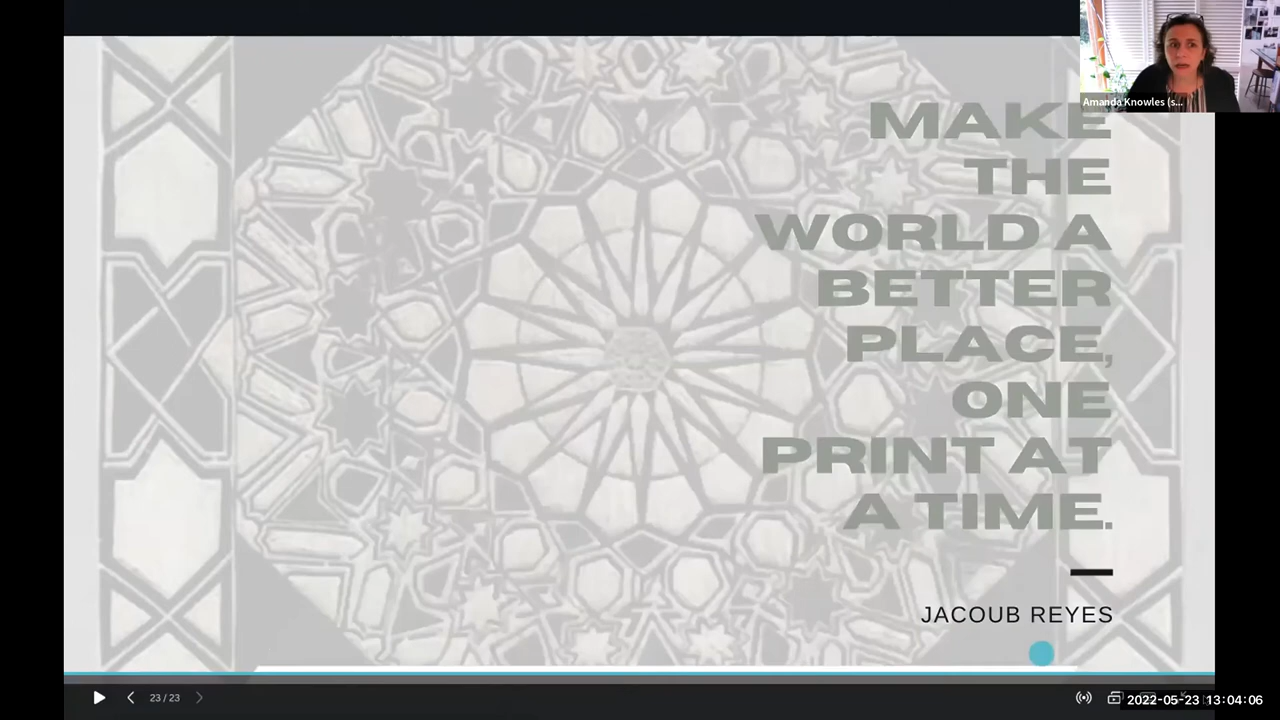 Amanda Knowles (s...
MAKE
THE
WORLD A
BETTER
PLACE,
ONE
PRINT AT
A TIME.
JACOUB REYES
23 / 23
2022-05-23 13:04:06